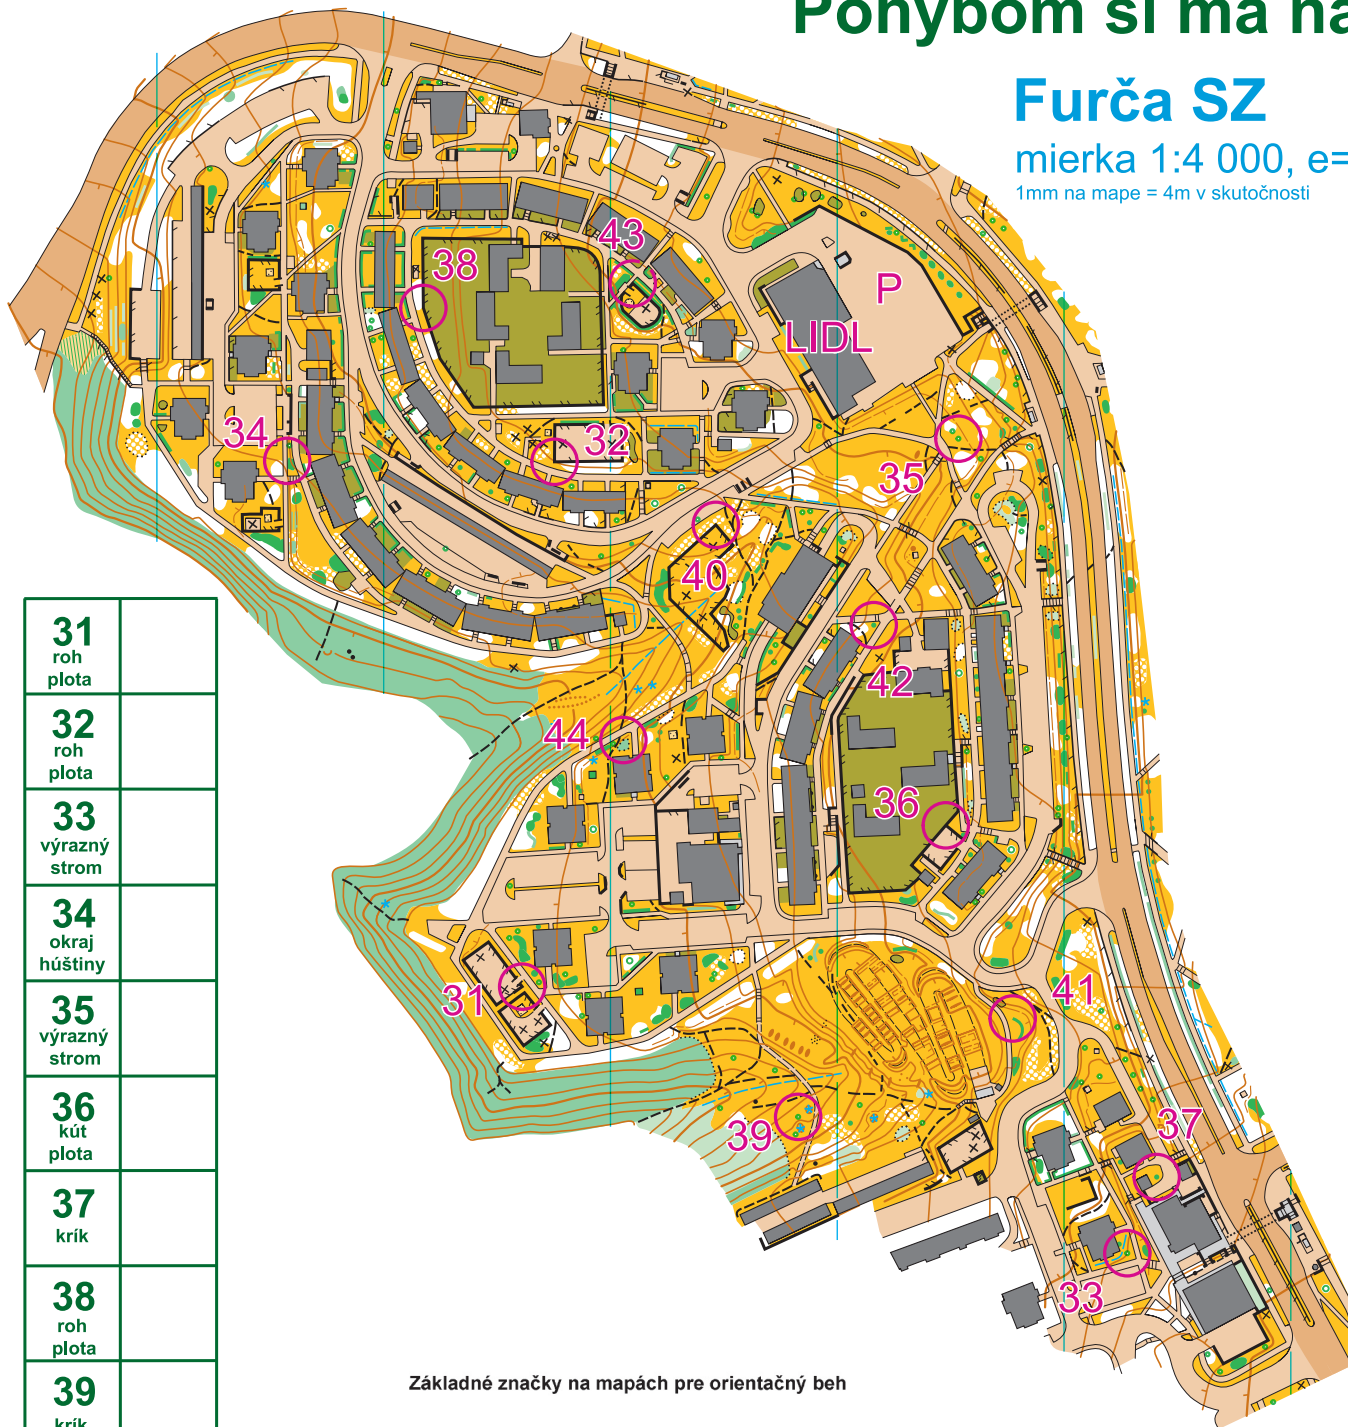 Pohybom si má na
Furča SZ
mierka 1:4 000, e=
1mm na mape = 4m v skutočnosti
43
38
P
LIDL
34
32
35
40
42
44
36
31
41
39
37
33
31
roh
plota
32
roh
plota
33
výrazný
strom
34
okraj
húštiny
35
výrazný
strom
36
kút
plota
37
krík
38
roh
plota
39
krík
Základné značky na mapách pre orientačný beh